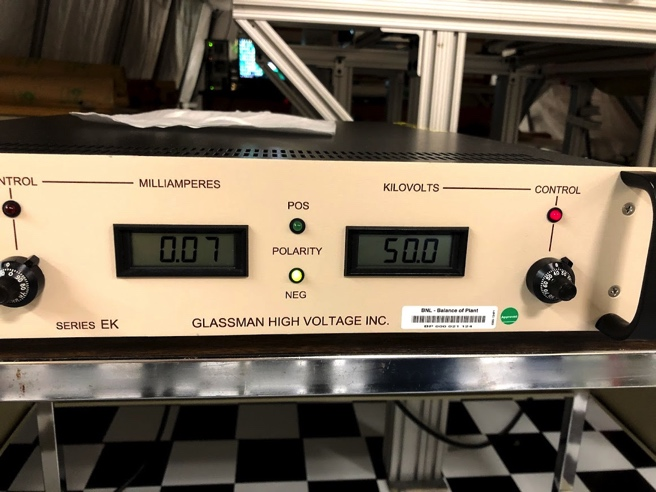 NTROL
MILLIAMPERES
KILOVOLTS
CONTROL
POS
0.07
50.0
POLARITY
NEG
SERIES EK
GLASSMAN HIGH VOLTAGE INC.
BNL - Balance of Plant